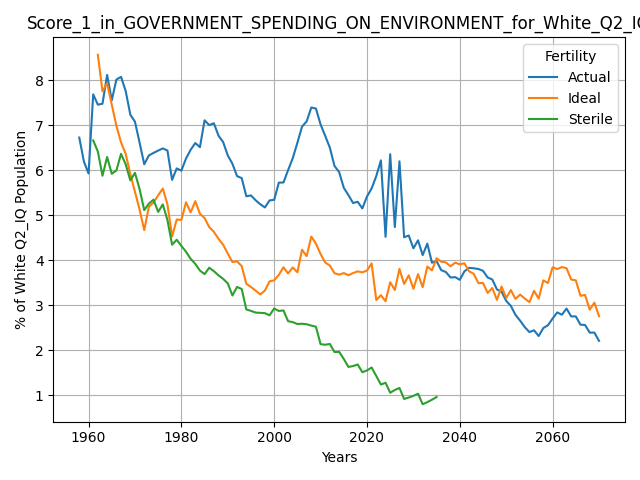 Score_1_in_GOVERNMENT_SPENDING_ON_ENVIRONMENT_for_White_Q2_IQ
Fertility
Actual
Ideal
Sterile
% of White Q2_IQ Population
8
7
6
5
4
3
2
1
1960 1980 2000 2020 2040 2060
Years